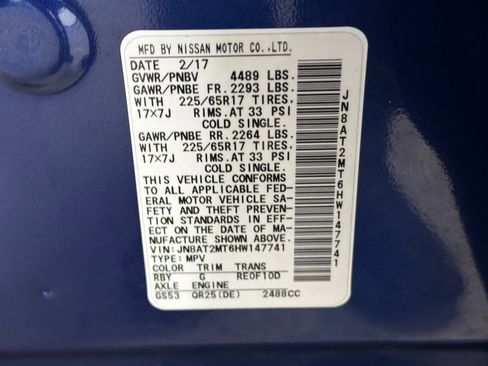 MFD BY NISSAN MOTOR CO.,LTD.
DATE 2/17
GVWR/PNBV 4489 LBS.
GAWR/PNBE FR. 2293 LBS.
WITH 225/65R17 TIRES,
17×7J RIMS.AT 33 PSI
COLD SINGLE.
GAWR/PNBE RR. 2264 LBS.
WITH 225/65R17 TIRES,
17×7J RIMS.AT 33 PSI
COLD SINGLE.
THIS VEHICLE CONFORMS
TO ALL APPLICABLE FED-
ERAL MOTOR VEHICLE SA-
FETY AND THEFT PREVEN-
TION STANDARDS IN EFF-
ECT ON THE DATE OF MA-
NUFACTURE SHOWN ABOVE.
VIN: JN8AT2MT6HW147741
TYPE: MPV
COLOR TRIM TRANS
RBY G RE0F10D
AXLE ENGINE
GS53 QR25(DE) 2488CC
JN8AT2MT6HW147741